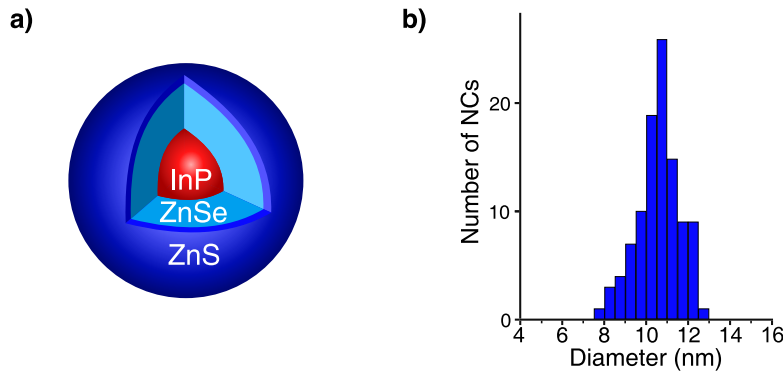 a)
InP
ZnSe
ZnS
b)
Number of NCs
20
10
0
4 6 8 10 12 14 16
Diameter (nm)